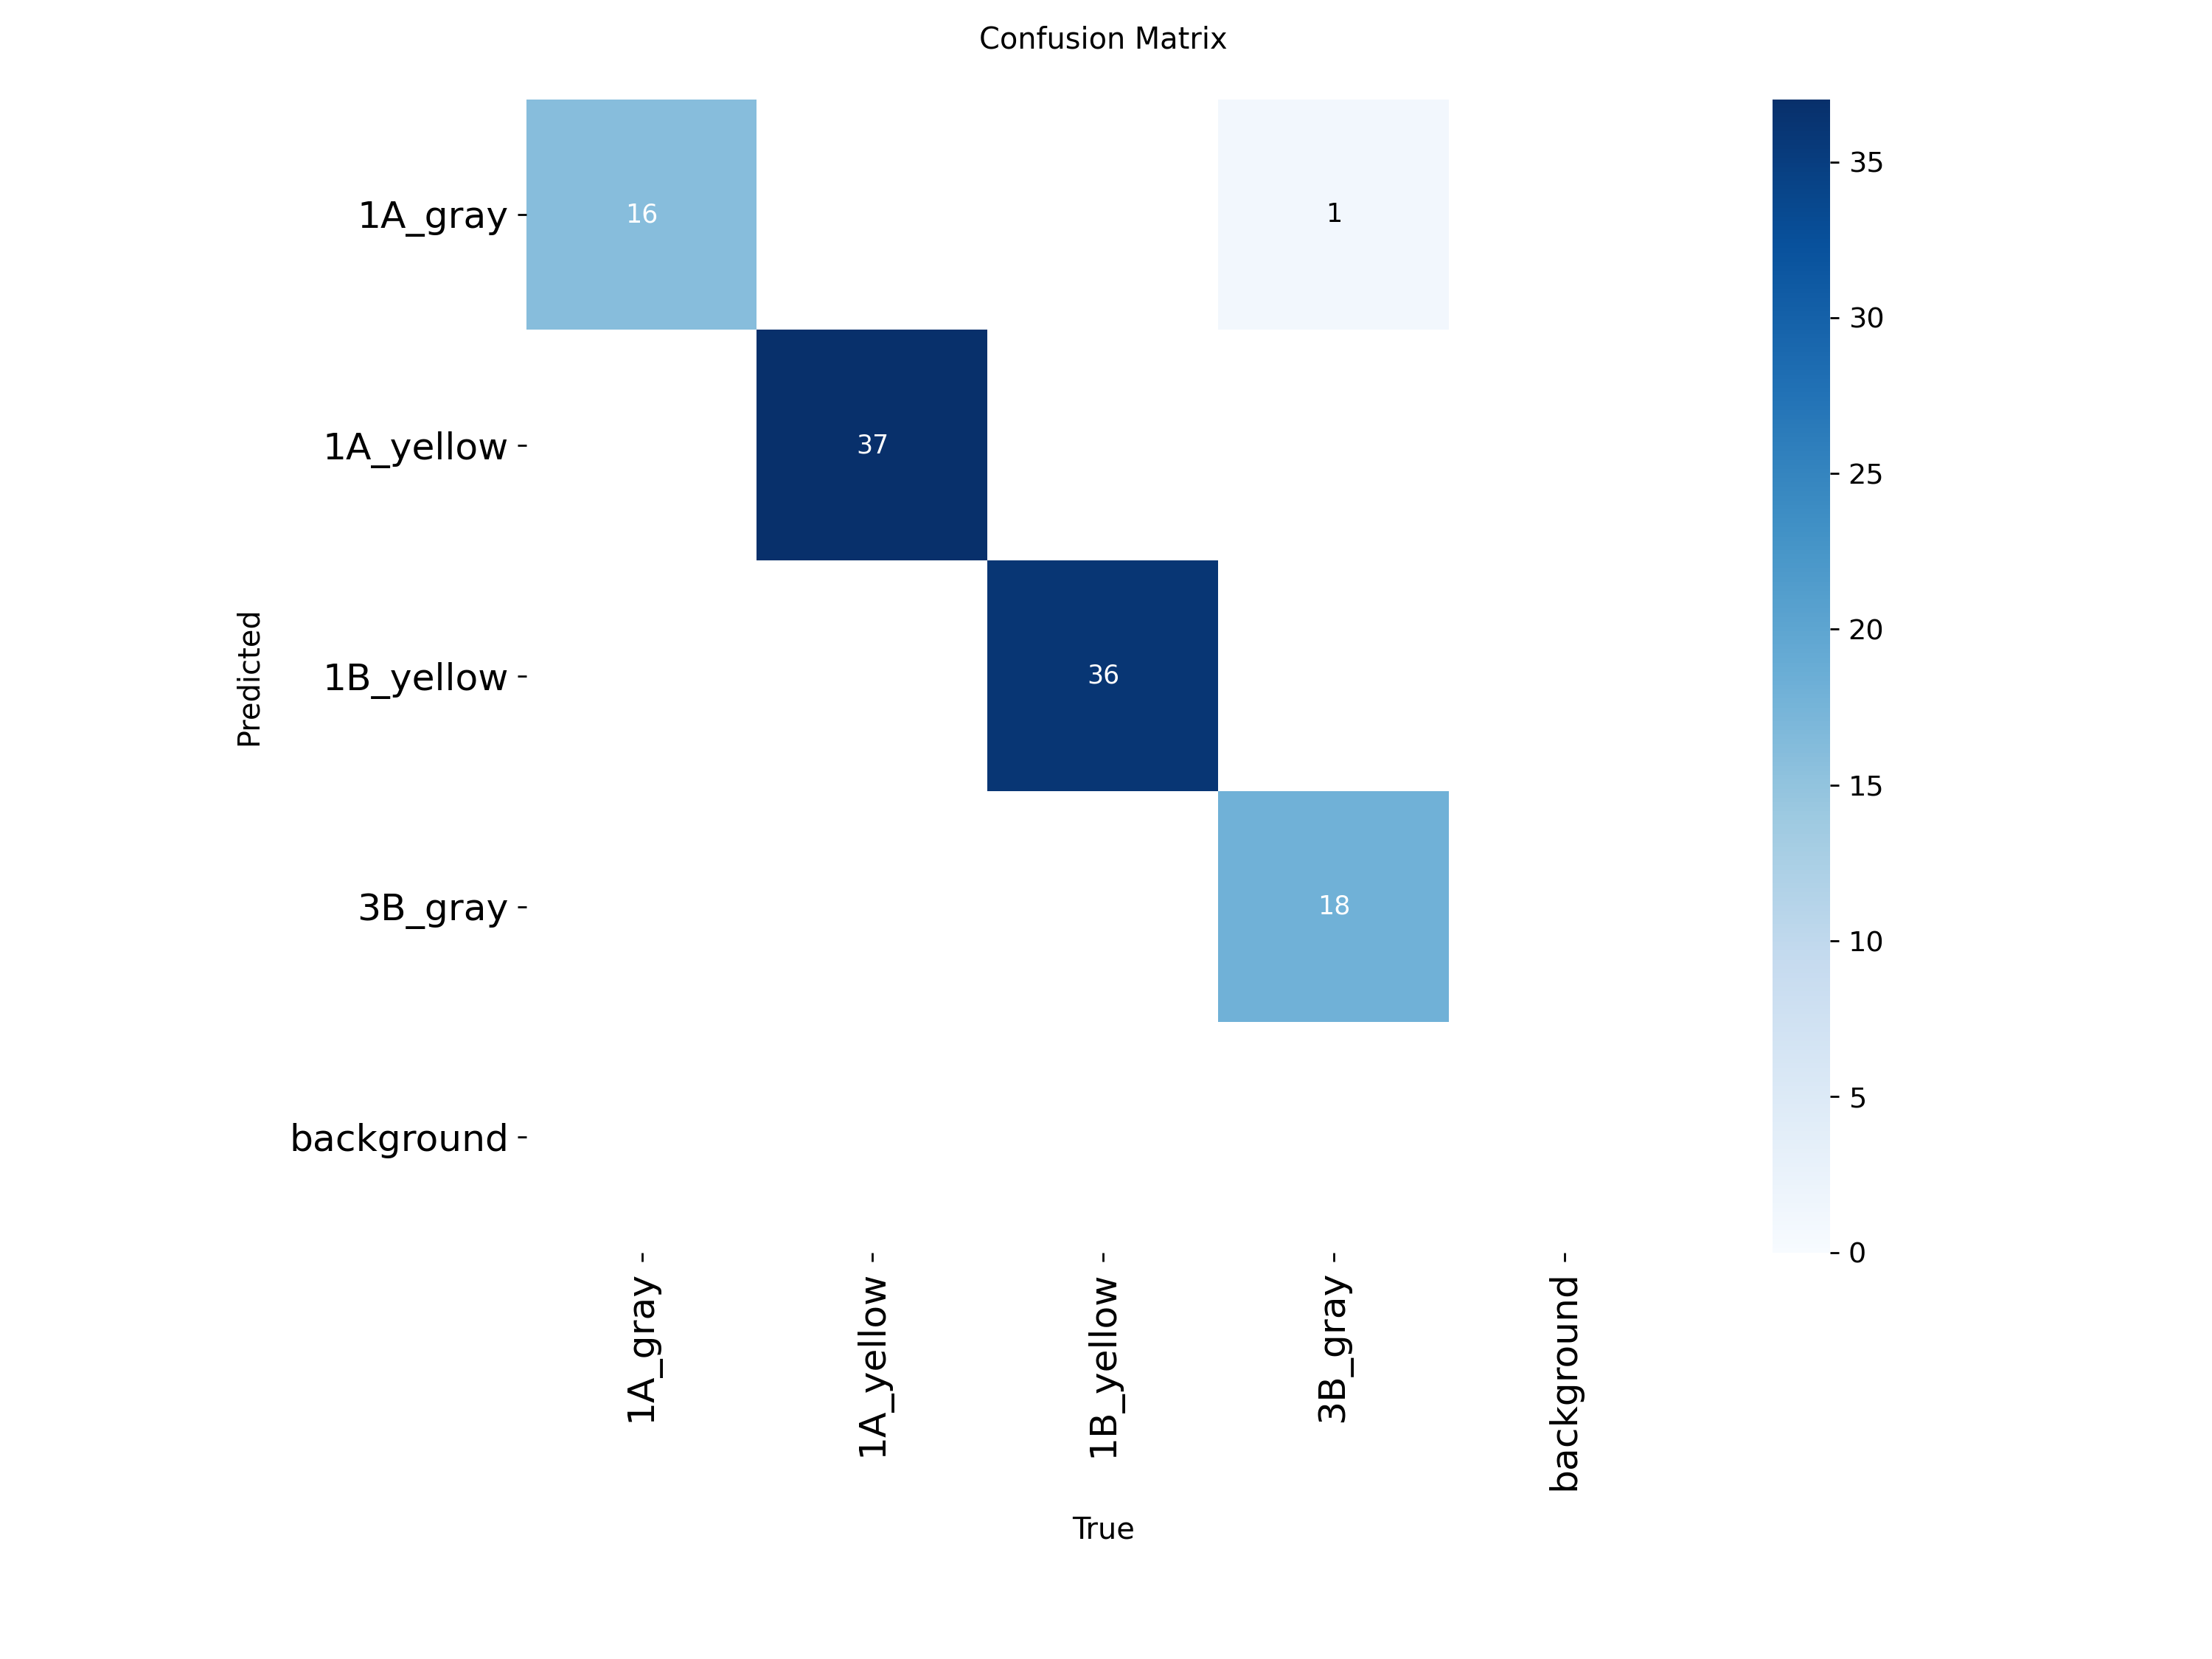 Confusion Matrix
1A_gray
16
1
1A_yellow
37
1B_yellow
36
3B_gray
18
background
Predicted
1A_gray
1A_yellow
1B_yellow
3B_gray
background
True
35
30
25
20
15
10
5
0